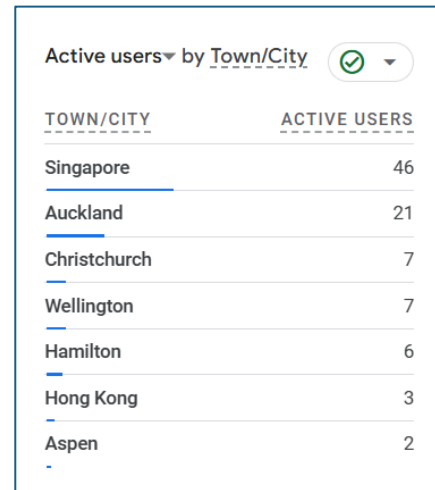 Active users by Town/City
TOWN/CITY ACTIVE USERS
Singapore 46
Auckland 21
Christchurch 7
Wellington 7
Hamilton 6
Hong Kong 3
Aspen 2